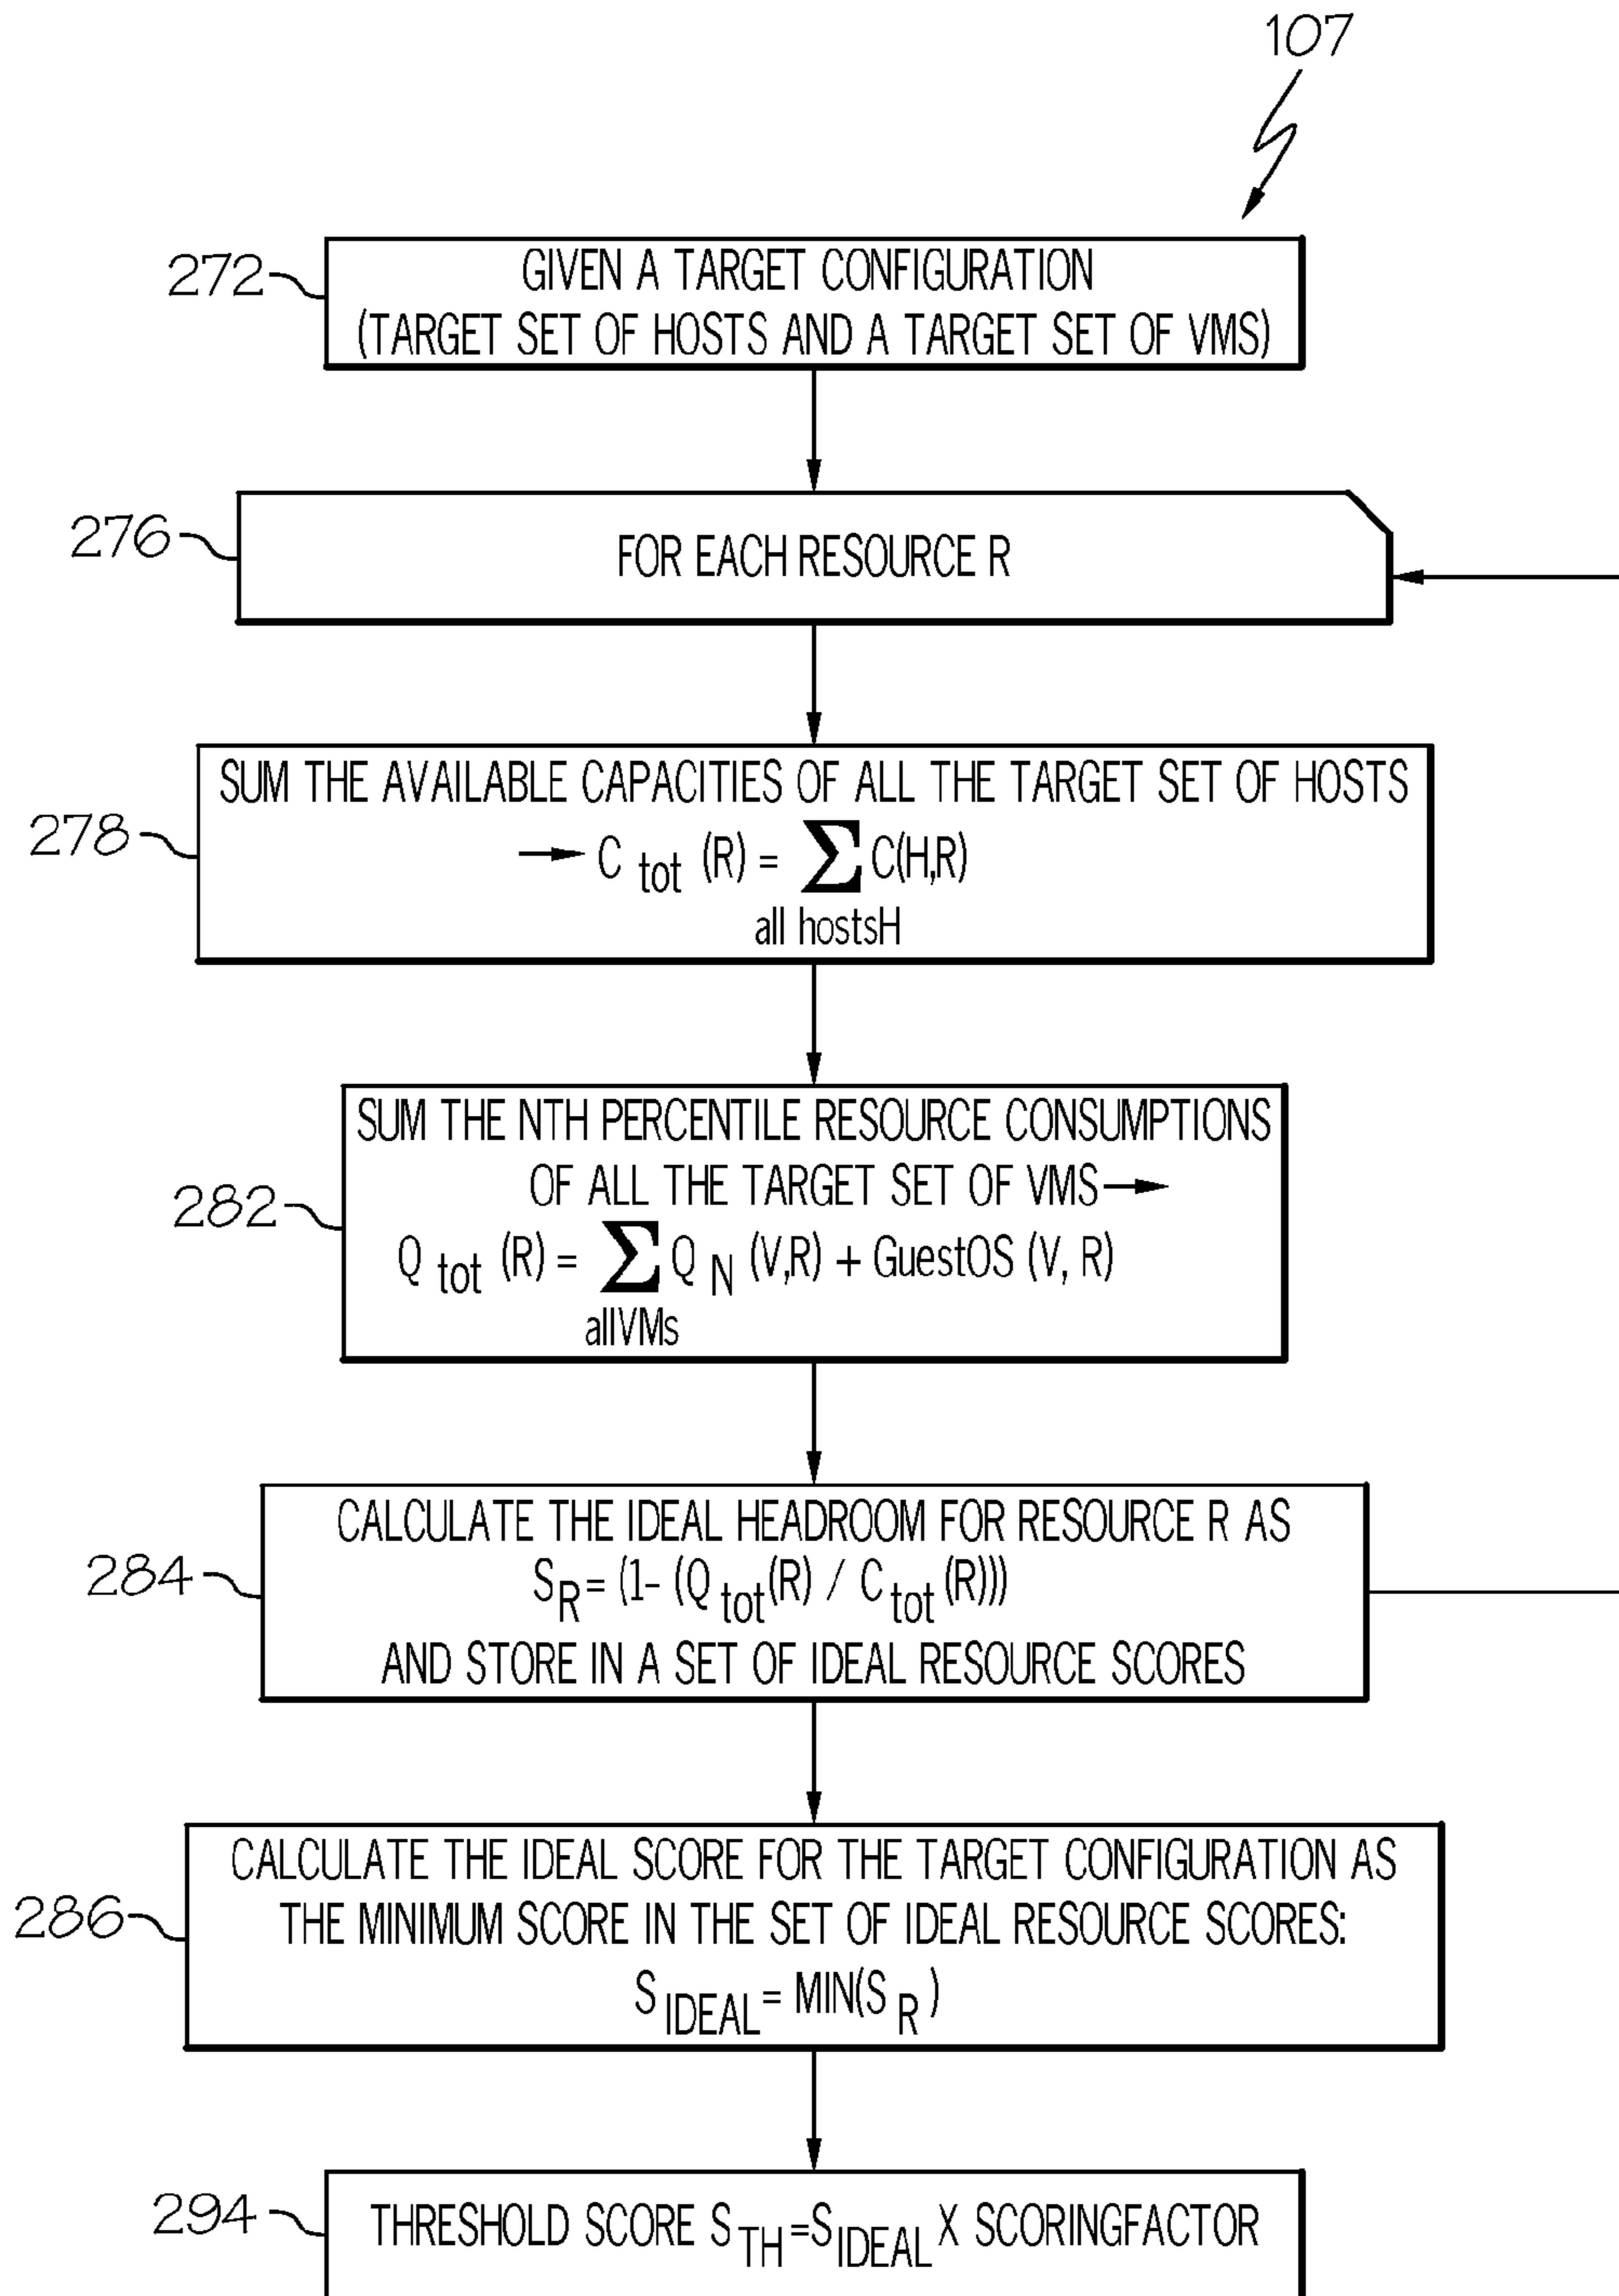 107
272
GIVEN A TARGET CONFIGURATION
(TARGET SET OF HOSTS AND A TARGET SET OF VMS)
276
FOR EACH RESOURCE R
278
SUM THE AVAILABLE CAPACITIES OF ALL THE TARGET SET OF HOSTS
→ C tot (R) = Σ C(H,R)
all hostsH
282
SUM THE NTH PERCENTILE RESOURCE CONSUMPTIONS
OF ALL THE TARGET SET OF VMS →
Q tot (R) = Σ Q N (V,R) + GuestOS (V, R)
allVMs
284
CALCULATE THE IDEAL HEADROOM FOR RESOURCE R AS
S R = (1- (Q tot (R) / C tot (R)))
AND STORE IN A SET OF IDEAL RESOURCE SCORES
286
CALCULATE THE IDEAL SCORE FOR THE TARGET CONFIGURATION AS
THE MINIMUM SCORE IN THE SET OF IDEAL RESOURCE SCORES:
S IDEAL = MIN(S R )
294
THRESHOLD SCORE S TH = S IDEAL X SCORINGFACTOR